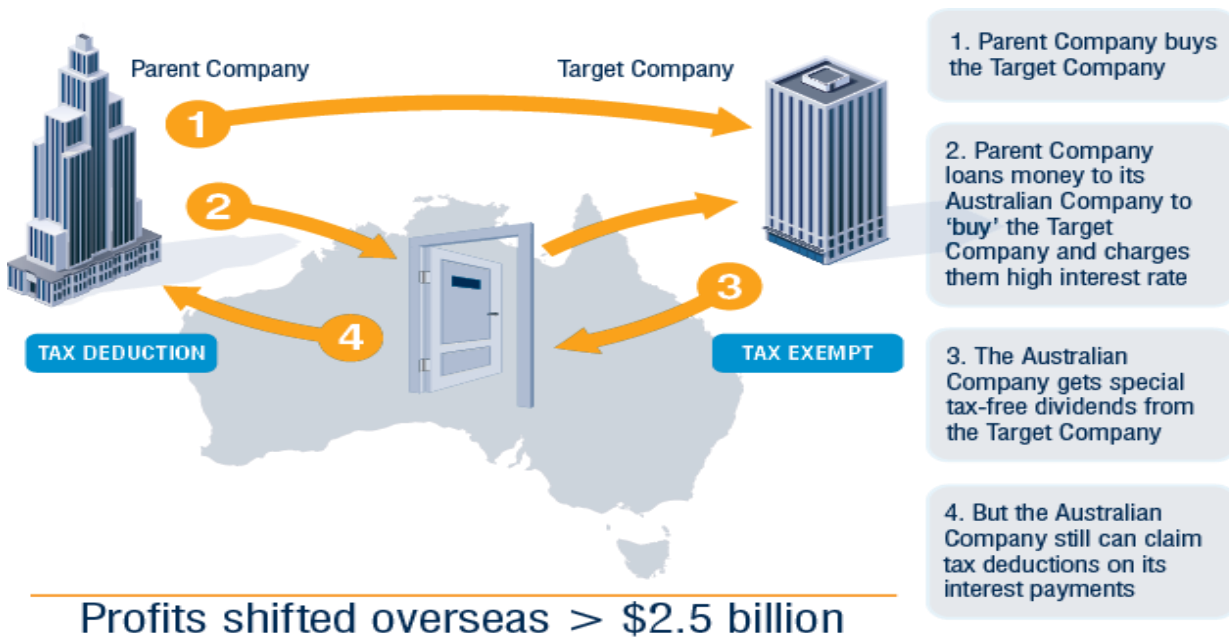 Parent Company
Target Company
1
2
3
4
TAX DEDUCTION
TAX EXEMPT
1. Parent Company buys
the Target Company
2. Parent Company
loans money to its
Australian Company to
‘buy’ the Target
Company and charges
them high interest rate
3. The Australian
Company gets special
tax-free dividends from
the Target Company
4. But the Australian
Company still can claim
tax deductions on its
interest payments
Profits shifted overseas > $2.5 billion